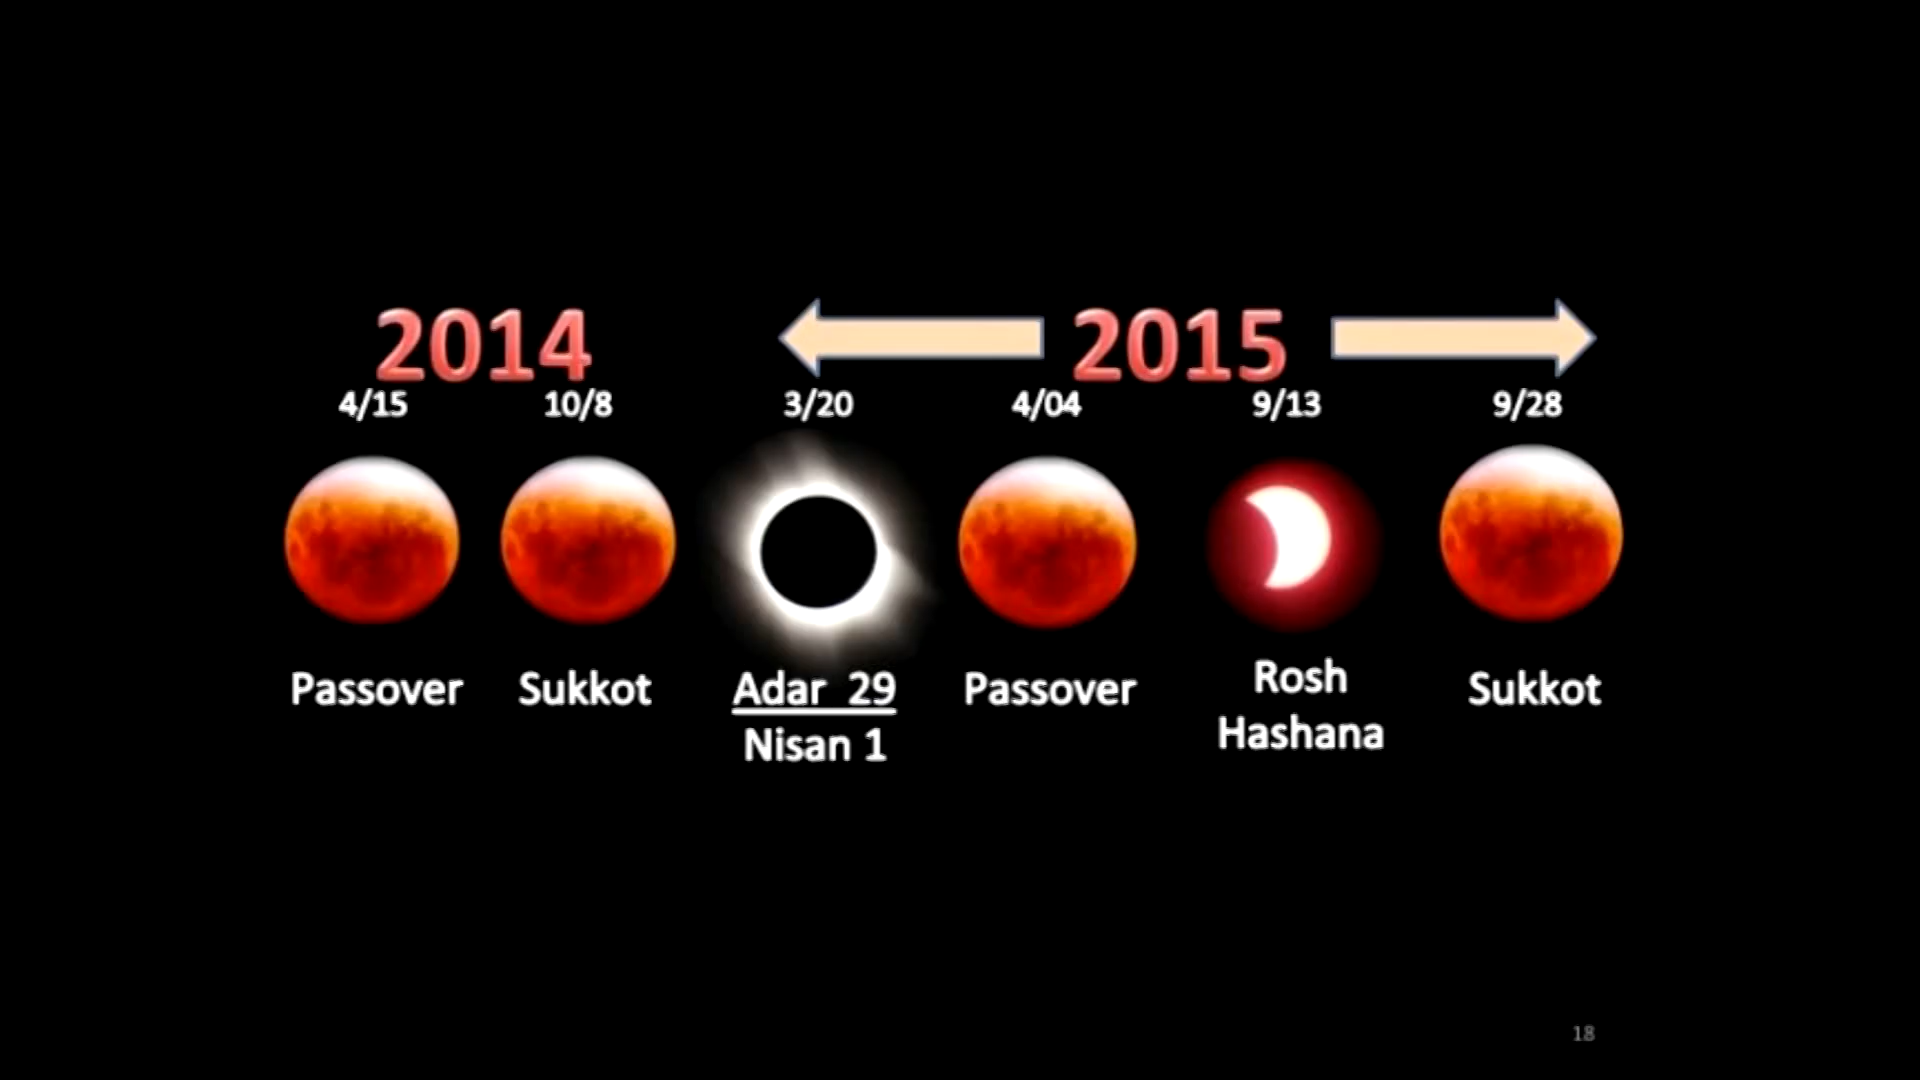 2014 2015
4/15 10/8 3/20 4/04 9/13 9/28
Passover Sukkot Adar 29 Passover Rosh Sukkot
Nisan 1 Hashana
18